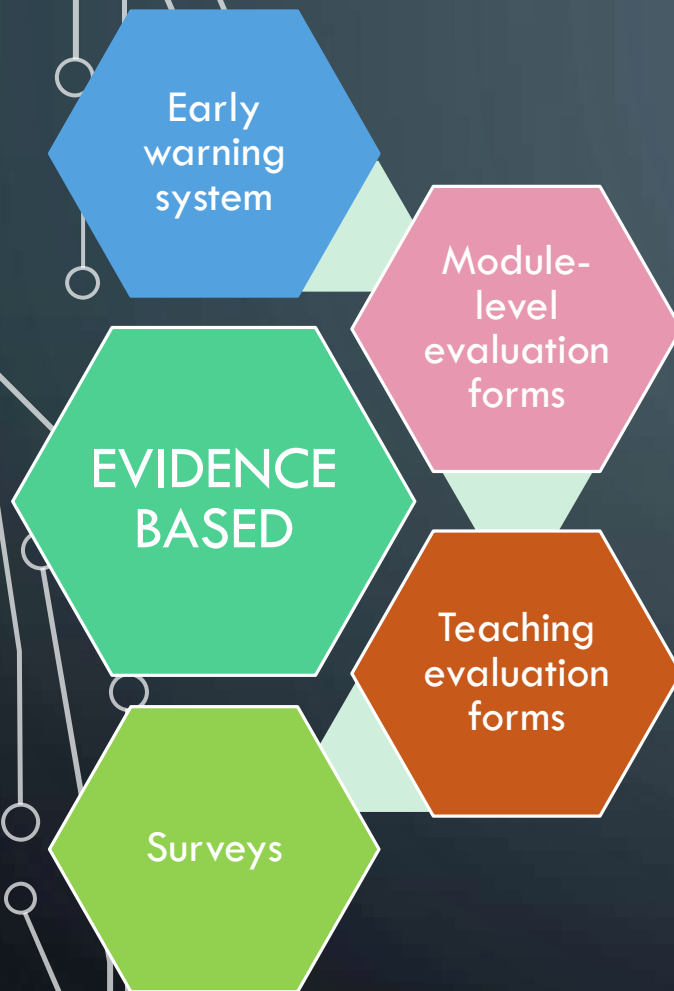 Early
warning
system
Module-
level
evaluation
forms
EVIDENCE
BASED
Teaching
evaluation
forms
Surveys